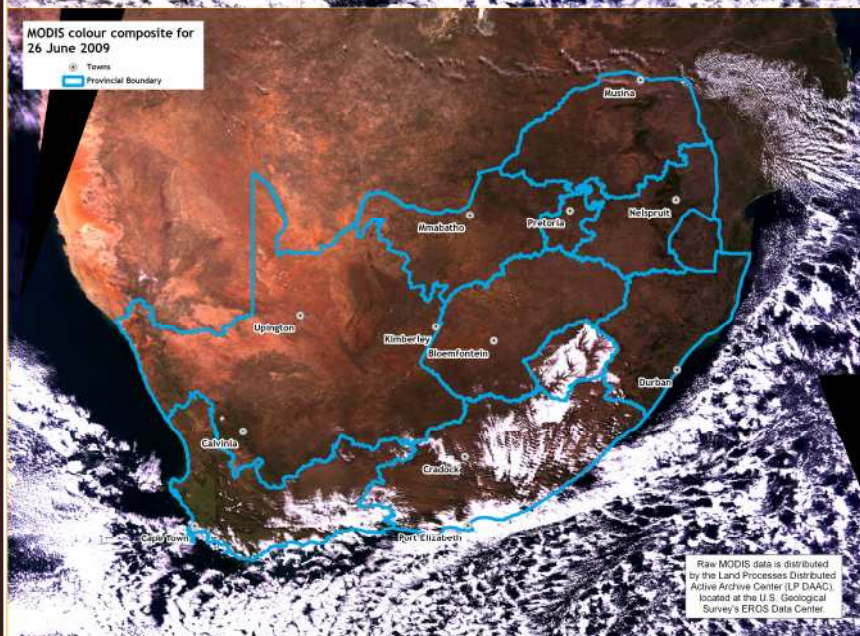 MODIS colour composite for
26 June 2009
Towns
Provincial Boundary
Musina
Nelspruit
Pretoria
Mmabatho
Upington
Kimberley
Bloemfontein
Durban
Calvinia
Cradock
Cape Town
Port Elizabeth
Raw MODIS data is distributed
by the Land Processes Distributed
Active Archive Center (LP DAAC),
located at the U.S. Geological
Survey's EROS Data Center.